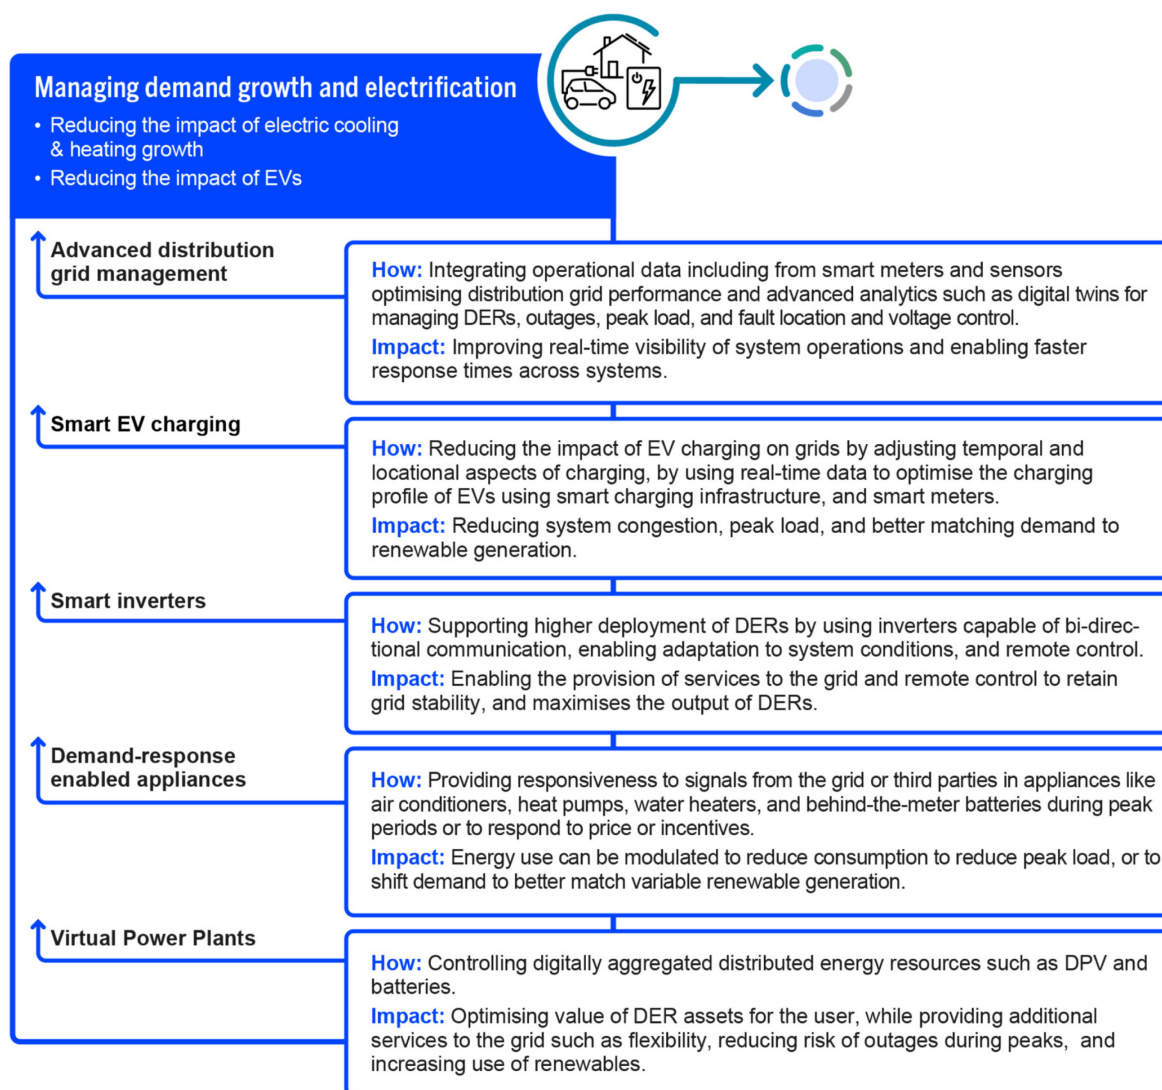 Managing demand growth and electrification
• Reducing the impact of electric cooling
& heating growth
• Reducing the impact of EVs
Advanced distribution
grid management
How: Integrating operational data including from smart meters and sensors
optimising distribution grid performance and advanced analytics such as digital twins for
managing DERs, outages, peak load, and fault location and voltage control.
Impact: Improving real-time visibility of system operations and enabling faster
response times across systems.
Smart EV charging
How: Reducing the impact of EV charging on grids by adjusting temporal and
locational aspects of charging, by using real-time data to optimise the charging
profile of EVs using smart charging infrastructure, and smart meters.
Impact: Reducing system congestion, peak load, and better matching demand to
renewable generation.
Smart inverters
How: Supporting higher deployment of DERs by using inverters capable of bi-direc-
tional communication, enabling adaptation to system conditions, and remote control.
Impact: Enabling the provision of services to the grid and remote control to retain
grid stability, and maximises the output of DERs.
Demand-response
enabled appliances
How: Providing responsiveness to signals from the grid or third parties in appliances like
air conditioners, heat pumps, water heaters, and behind-the-meter batteries during peak
periods or to respond to price or incentives.
Impact: Energy use can be modulated to reduce consumption to reduce peak load, or to
shift demand to better match variable renewable generation.
Virtual Power Plants
How: Controlling digitally aggregated distributed energy resources such as DPV and
batteries.
Impact: Optimising value of DER assets for the user, while providing additional
services to the grid such as flexibility, reducing risk of outages during peaks,  and
increasing use of renewables.